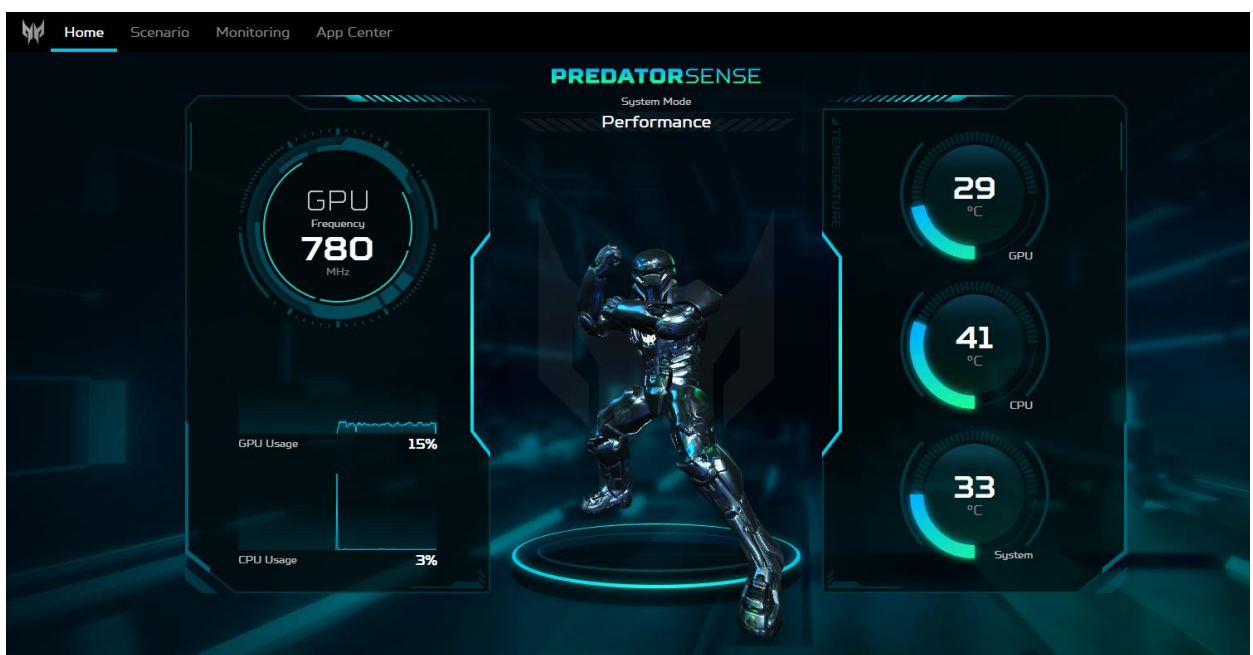 Home Scenario Monitoring App Center
PREDATORSENSE
System Mode
Performance
GPU
Frequency
780
MHz
GPU Usage 15%
CPU Usage 3%
TEMPERATURE
29
°C
GPU
41
°C
CPU
33
°C
System